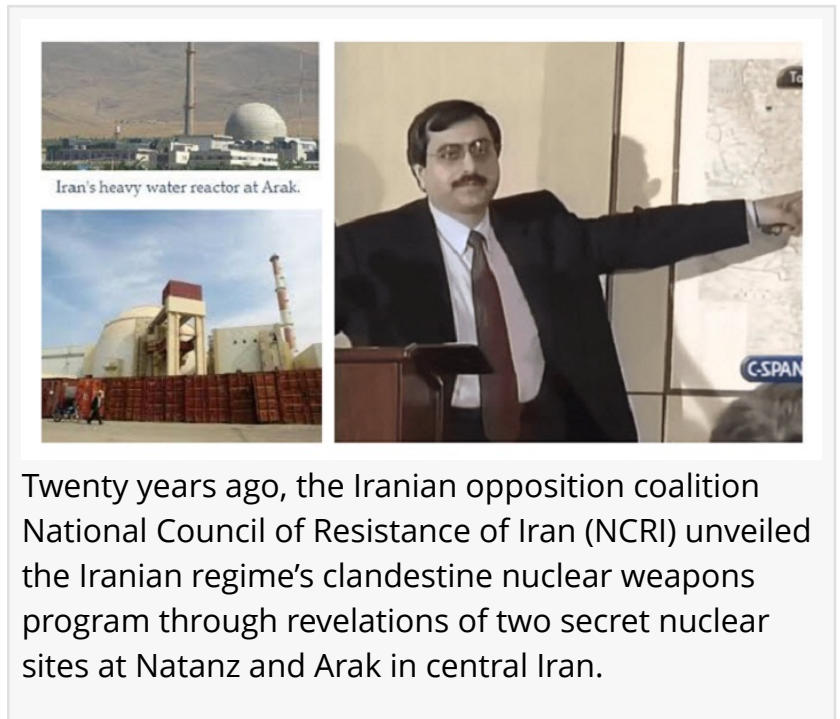 Iran's heavy water reactor at Arak.
To
C-SPAN
Twenty years ago, the Iranian opposition coalition
National Council of Resistance of Iran (NCRI) unveiled
the Iranian regime’s clandestine nuclear weapons
program through revelations of two secret nuclear
sites at Natanz and Arak in central Iran.